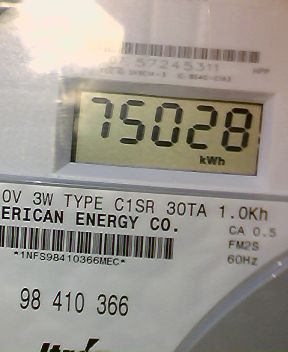 57245311
75028
kWh
0V 3W TYPE C1SR 30TA 1.0Kh
ERICAN ENERGY CO.
CA 0.5
FM2S
60Hz
*1NFS98410366MEC*
98 410 366